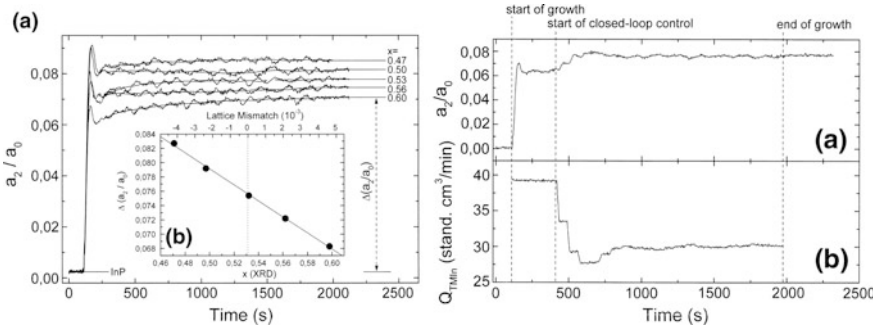 (a)
a2 / a0
0,08
0,06
0,04
0,02
0,00
x=
0.47
0.50
0.53
0.56
0.60
Δ(a2/a0)
InP
0 500 1000 1500 2000 2500
Time (s)
Lattice Mismatch (10-3)
-4 -2 0 2 4
Δ (a2 / a0)
0,084
0,082
0,080
0,078
0,076
0,074
0,072
0,070
0,068
(b)
0,46 0,48 0,50 0,52 0,54 0,56 0,58 0,60
x (XRD)
start of growth
start of closed-loop control
end of growth
a2/a0
0,10
0,08
0,06
0,04
0,02
0,00
(a)
QTMIn (stand. cm3/min)
40
35
30
25
(b)
0 500 1000 1500 2000 2500
Time (s)